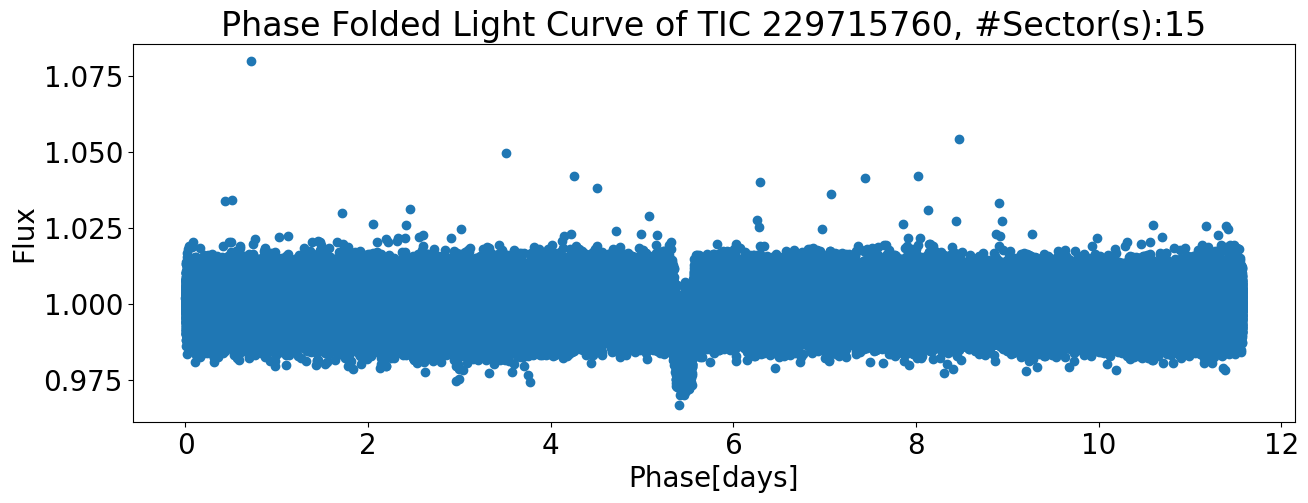 Phase Folded Light Curve of TIC 229715760, #Sector(s):15
1.075
1.050
1.025
1.000
0.975
Flux
0 2 4 6 8 10 12
Phase[days]